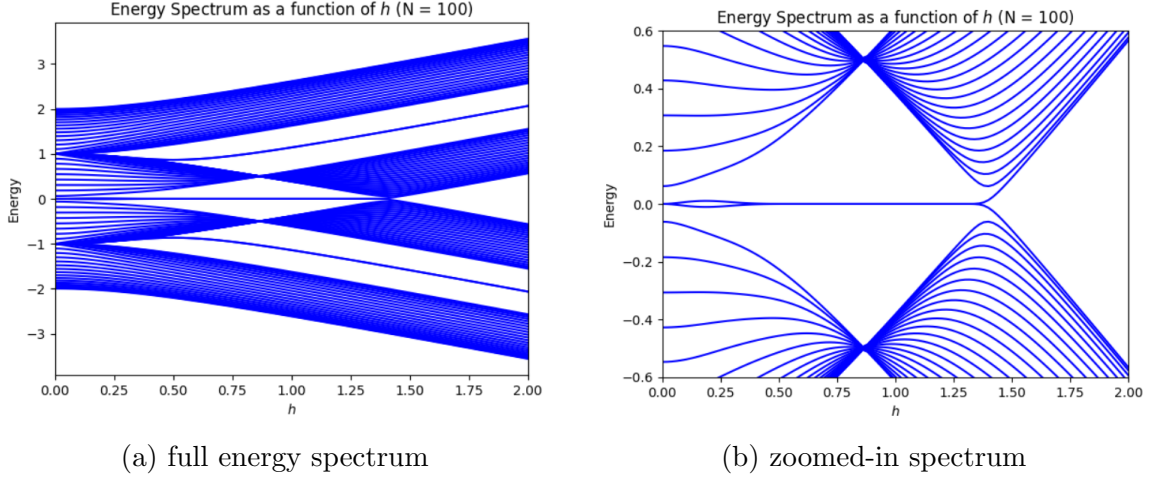 Energy Spectrum as a function of h (N = 100)
Energy
3
2
1
0
−1
−2
−3
0.00 0.25 0.50 0.75 1.00 1.25 1.50 1.75 2.00
h
(a) full energy spectrum
Energy Spectrum as a function of h (N = 100)
Energy
0.6
0.4
0.2
0.0
−0.2
−0.4
−0.6
0.00 0.25 0.50 0.75 1.00 1.25 1.50 1.75 2.00
h
(b) zoomed-in spectrum